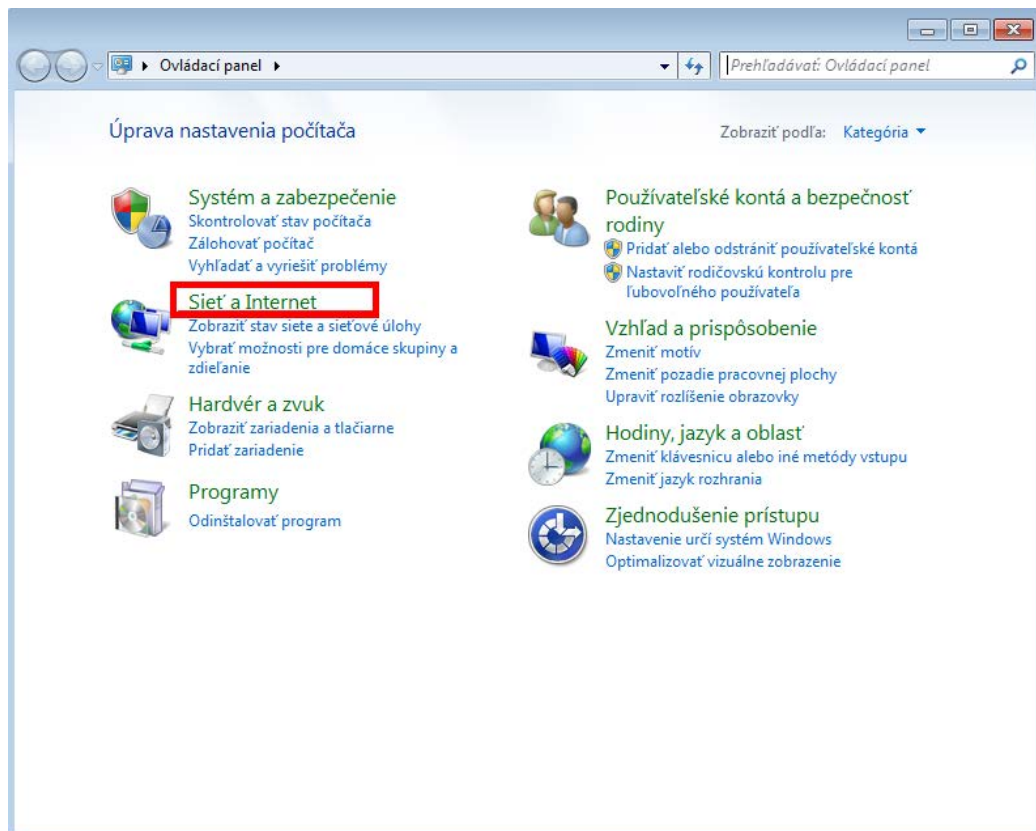 Ovládací panel
Prehľadávať: Ovládací panel
Úprava nastavenia počítača
Zobraziť podľa: Kategória
Systém a zabezpečenie
Skontrolovať stav počítača
Zálohovať počítač
Vyhľadať a vyriešiť problémy
Sieť a Internet
Zobraziť stav siete a sieťové úlohy
Vybrať možnosti pre domáce skupiny a
zdieľanie
Hardvér a zvuk
Zobraziť zariadenia a tlačiarne
Pridať zariadenie
Programy
Odinštalovať program
Používateľské kontá a bezpečnosť
rodiny
Pridať alebo odstrániť používateľské kontá
Nastaviť rodičovskú kontrolu pre
ľubovoľného používateľa
Vzhľad a prispôsobenie
Zmeniť motív
Zmeniť pozadie pracovnej plochy
Upraviť rozlíšenie obrazovky
Hodiny, jazyk a oblasť
Zmeniť klávesnicu alebo iné metódy vstupu
Zmeniť jazyk rozhrania
Zjednodušenie prístupu
Nastavenie určí systém Windows
Optimalizovať vizuálne zobrazenie